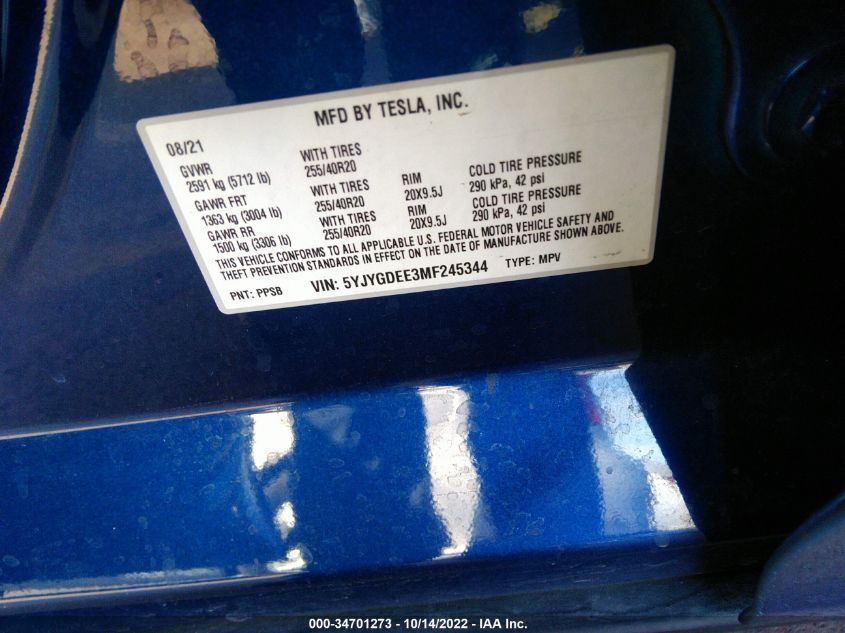 MFD BY TESLA, INC.
08/21
GVWR WITH TIRES
2591 kg (5712 lb) 255/40R20
GAWR FRT WITH TIRES RIM COLD TIRE PRESSURE
1363 kg (3004 lb) 255/40R20 20X9.5J 290 kPa, 42 psi
GAWR RR WITH TIRES RIM COLD TIRE PRESSURE
1500 kg (3306 lb) 255/40R20 20X9.5J 290 kPa, 42 psi
THIS VEHICLE CONFORMS TO ALL APPLICABLE U.S. FEDERAL MOTOR VEHICLE SAFETY AND
THEFT PREVENTION STANDARDS IN EFFECT ON THE DATE OF MANUFACTURE SHOWN ABOVE.
PNT: PPSB VIN: 5YJYGDEE3MF245344 TYPE: MPV
000-34701273 - 10/14/2022 - IAA Inc.